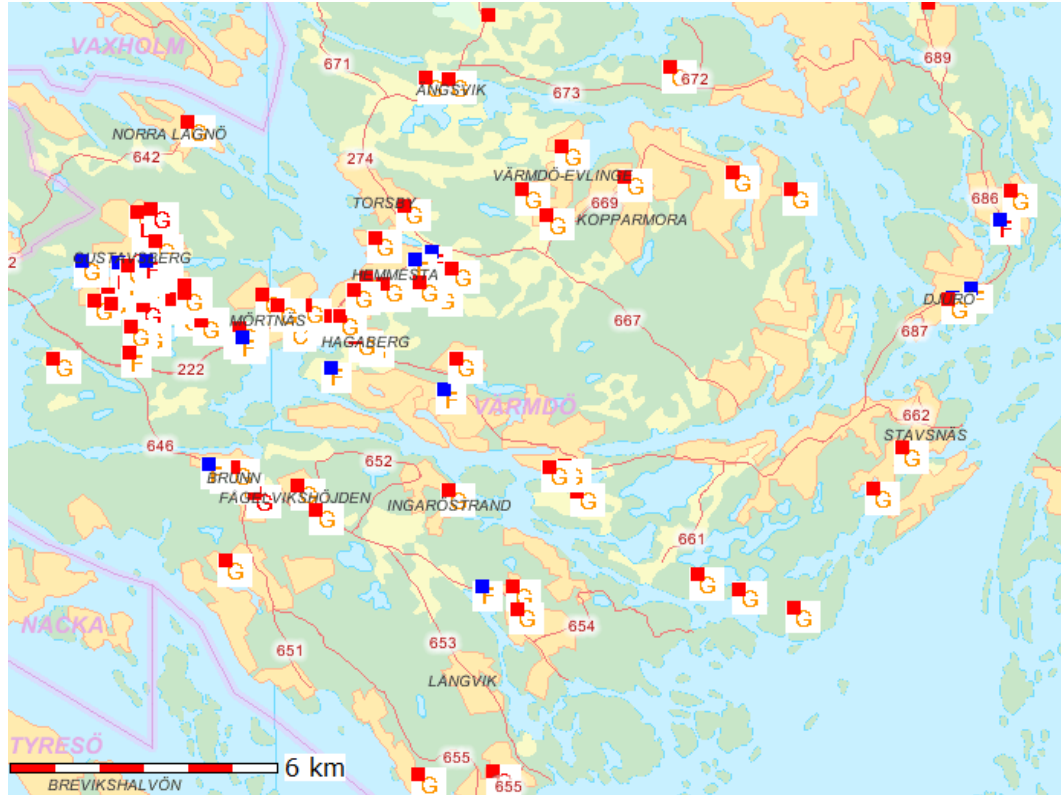 VAXHOLM
671
689
ÄNGSVIK
G
G
672
G
673
NORRA LAGNÖ
G
642
274
G
VÄRMDÖ-EVLINGE
G
669
G
G
TORSBY
G
KOPPARMORA
G
686
G
F
G
GUSTAVSBERG
G
F
HEMMESTA
G
G
G
DJURÖ
G
F
G
MÖRTNÄS
G
G
667
687
HAGABERG
G
F
F
G
222
F
G
F
VÄRMDÖ
662
STAVSNÄS
G
646
652
BRUNN
FÅGELVIKSHÖJDEN
G
G
INGARÖSTRAND
G
G
G
G
G
661
G
G
G
G
F
G
G
654
NACKA
651
653
LÅNGVIK
TYRESÖ
655
6 km
G
655
BREVIKSHALVÖN